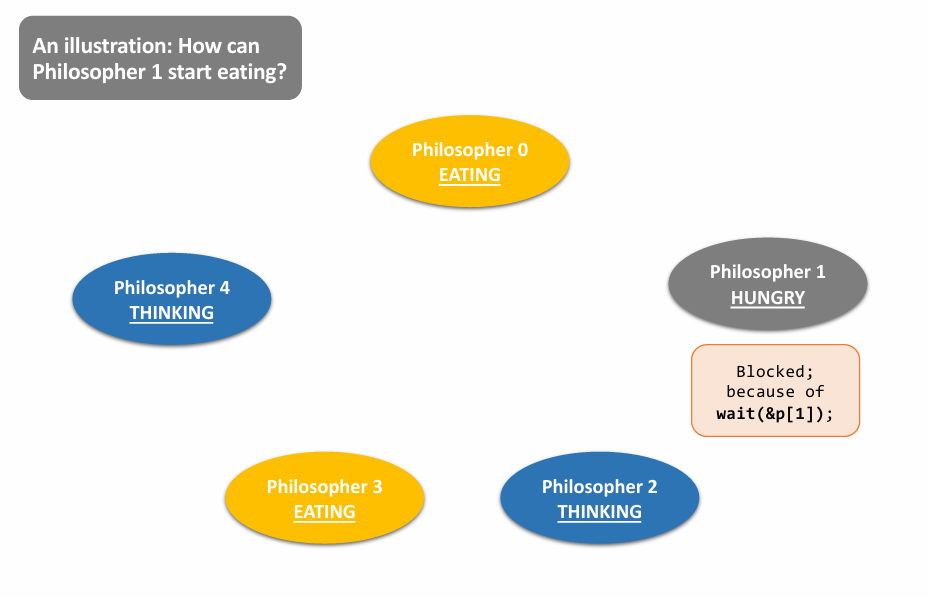 An illustration: How can
Philosopher 1 start eating?
Philosopher 0
EATING
Philosopher 4
THINKING
Philosopher 1
HUNGRY
Blocked;
because of
wait(&p[1]);
Philosopher 3
EATING
Philosopher 2
THINKING